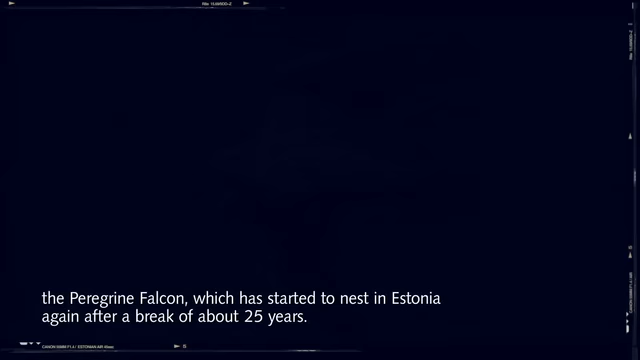 the Peregrine Falcon, which has started to nest in Estonia
again after a break of about 25 years.